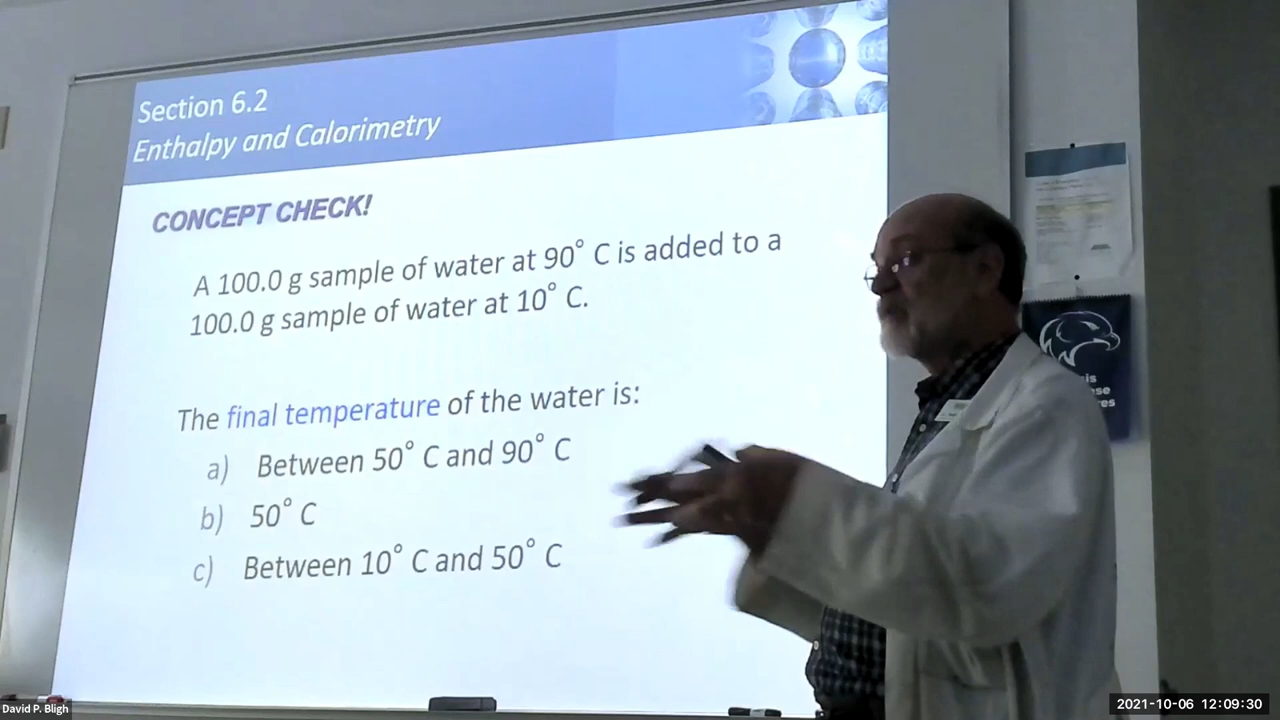 Section 6.2
Enthalpy and Calorimetry
CONCEPT CHECK!
A 100.0 g sample of water at 90° C is added to a
100.0 g sample of water at 10° C.
The final temperature of the water is:
a) Between 50° C and 90° C
b) 50° C
c) Between 10° C and 50° C
David P. Bligh
2021-10-06 12:09:30